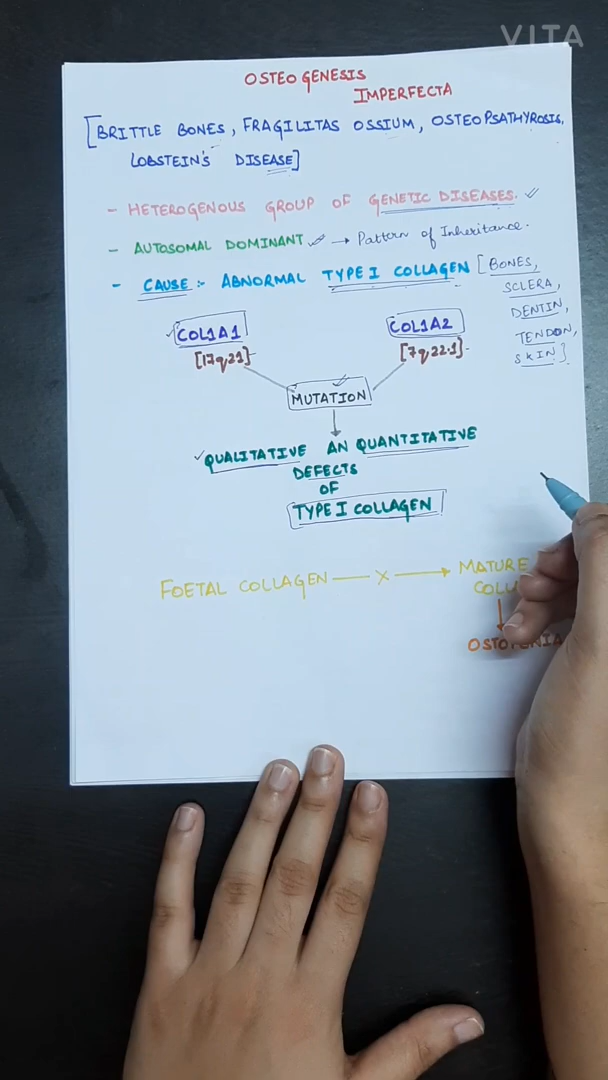 VITA
OSTEOGENESIS
IMPERFECTA
[BRITTLE BONES, FRAGILITAS OSSIUM, OSTEOPSATHYROSIS,
LOBSTEIN'S DISEASE]
- HETEROGENOUS GROUP OF GENETIC DISEASES. ✓
- AUTOSOMAL DOMINANT ✓ → Pattern of Inheritance.
- CAUSE :- ABNORMAL TYPE I COLLAGEN [BONES,
SCLERA,
DENTIN,
TENDON,
SKIN]
✓ COL1A1
[17q21]
COL1A2
[7q22.1]
MUTATION ✓
✓ QUALITATIVE AN QUANTITATIVE
DEFECTS
OF
TYPE I COLLAGEN
FOETAL COLLAGEN — X → MATURE